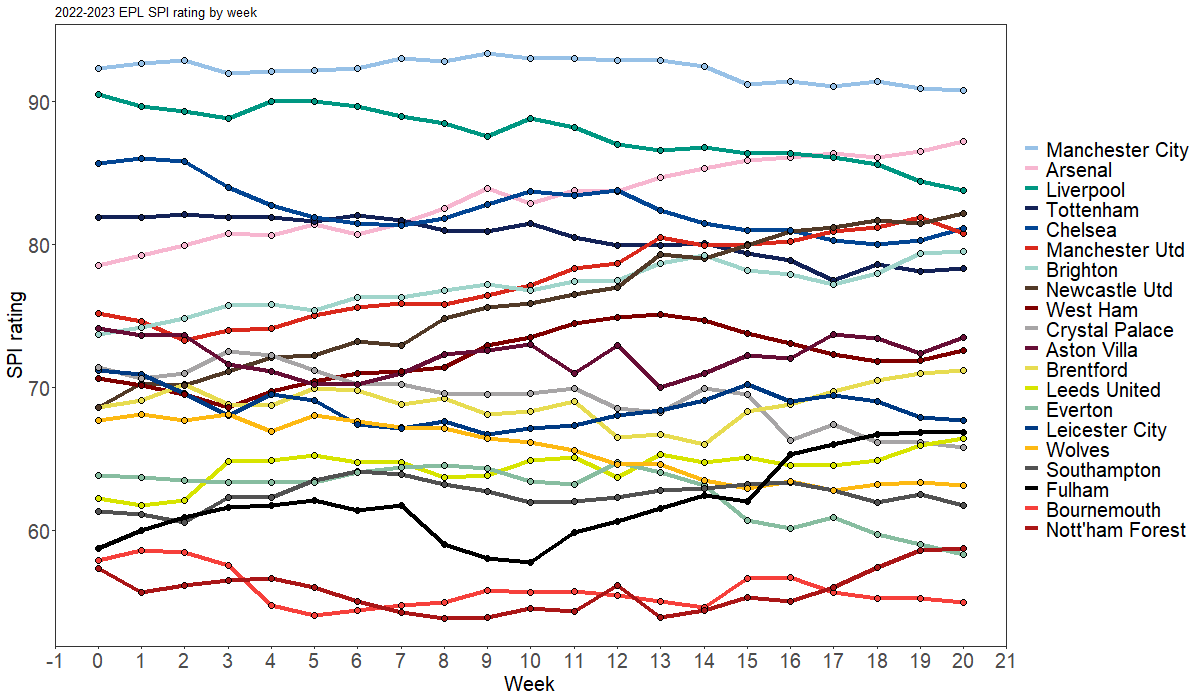 2022-2023 EPL SPI rating by week
SPI rating
90
80
70
60
-1 0 1 2 3 4 5 6 7 8 9 10 11 12 13 14 15 16 17 18 19 20 21
Week
Manchester City
Arsenal
Liverpool
Tottenham
Chelsea
Manchester Utd
Brighton
Newcastle Utd
West Ham
Crystal Palace
Aston Villa
Brentford
Leeds United
Everton
Leicester City
Wolves
Southampton
Fulham
Bournemouth
Nott'ham Forest